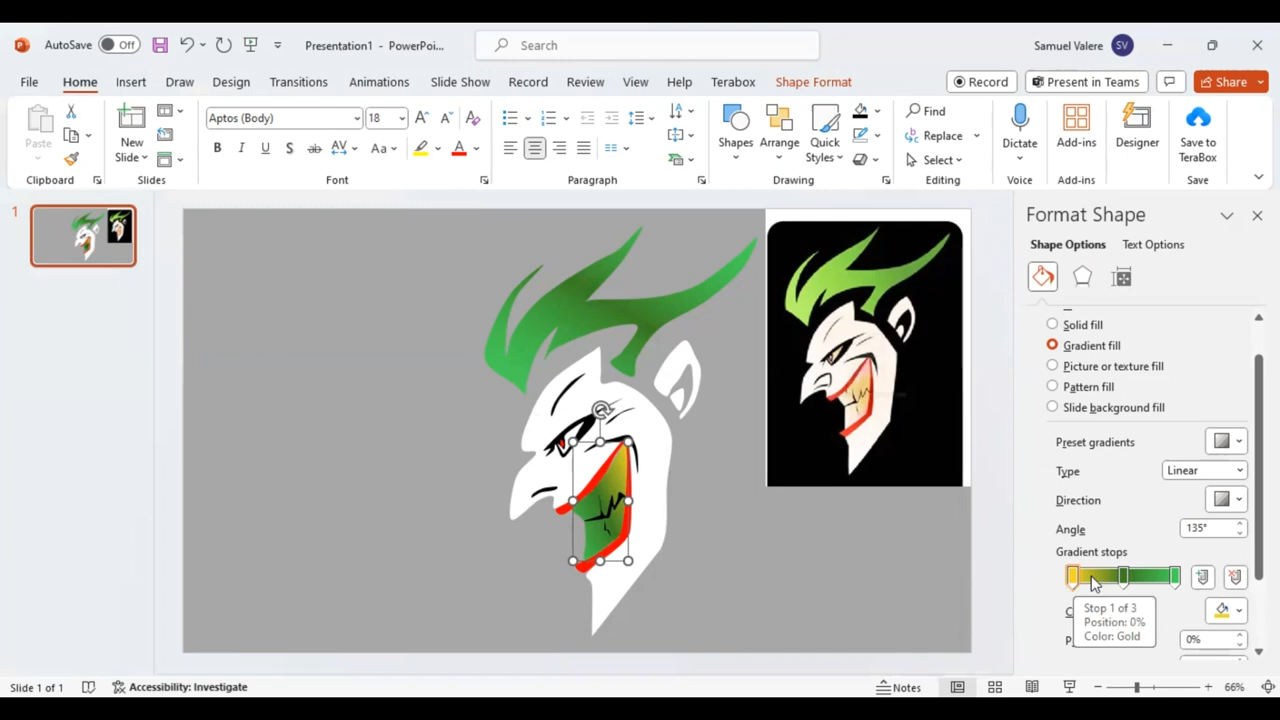 AutoSave Off Presentation1 - PowerPoi... Search Samuel Valere SV
File Home Insert Draw Design Transitions Animations Slide Show Record Review View Help Terabox Shape Format Record Present in Teams Share
Paste New Slide Aptos (Body) 18 Shapes Arrange Quick Styles Find Replace Select Dictate Add-ins Designer Save to TeraBox
Clipboard Slides Font Paragraph Drawing Editing Voice Add-ins Save
1
Format Shape
Shape Options Text Options
Solid fill
Gradient fill
Picture or texture fill
Pattern fill
Slide background fill
Preset gradients
Type Linear
Direction
Angle 135°
Gradient stops
Stop 1 of 3
Position: 0%
Color: Gold
0%
Slide 1 of 1 Accessibility: Investigate Notes 66%